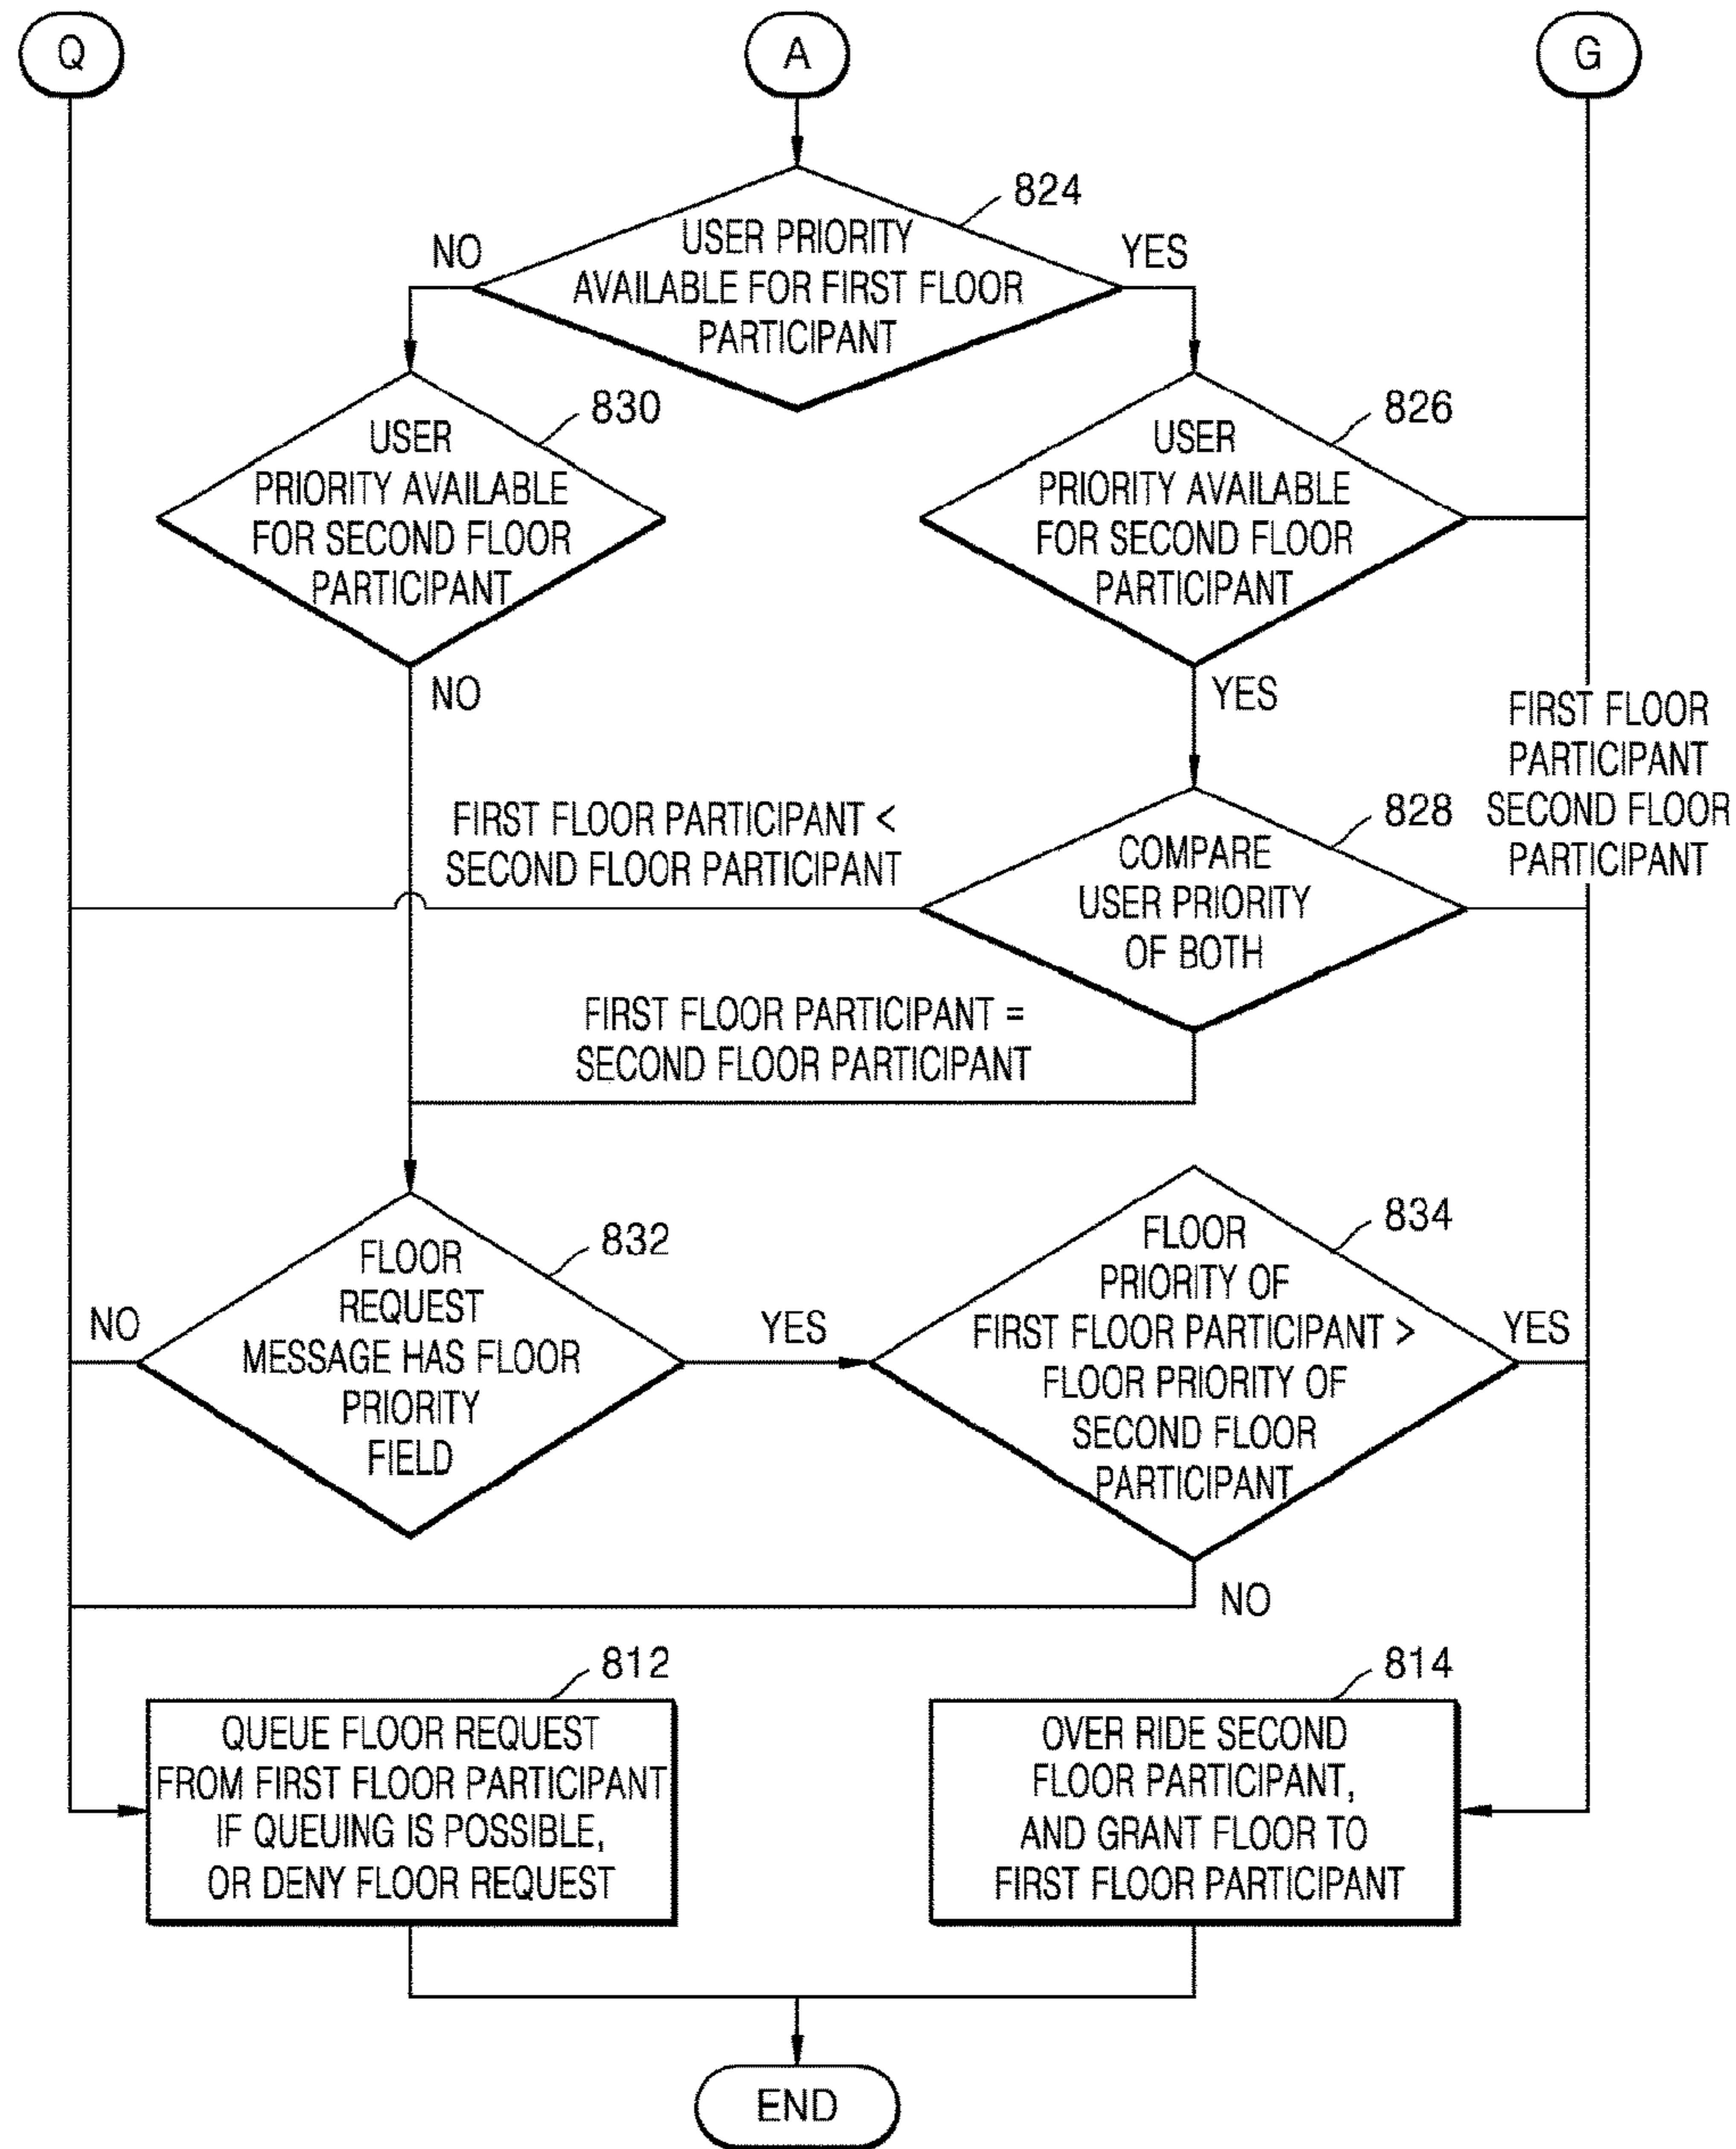 Q
A
G
824
USER PRIORITY
AVAILABLE FOR FIRST FLOOR
PARTICIPANT
NO
YES
830
USER
PRIORITY AVAILABLE
FOR SECOND FLOOR
PARTICIPANT
NO
826
USER
PRIORITY AVAILABLE
FOR SECOND FLOOR
PARTICIPANT
YES
FIRST FLOOR
PARTICIPANT
SECOND FLOOR
PARTICIPANT
FIRST FLOOR PARTICIPANT <
SECOND FLOOR PARTICIPANT
828
COMPARE
USER PRIORITY
OF BOTH
FIRST FLOOR PARTICIPANT =
SECOND FLOOR PARTICIPANT
832
FLOOR
REQUEST
MESSAGE HAS FLOOR
PRIORITY
FIELD
NO
YES
834
FLOOR
PRIORITY OF
FIRST FLOOR PARTICIPANT >
FLOOR PRIORITY OF
SECOND FLOOR
PARTICIPANT
YES
NO
812
QUEUE FLOOR REQUEST
FROM FIRST FLOOR PARTICIPANT
IF QUEUING IS POSSIBLE,
OR DENY FLOOR REQUEST
814
OVER RIDE SECOND
FLOOR PARTICIPANT,
AND GRANT FLOOR TO
FIRST FLOOR PARTICIPANT
END